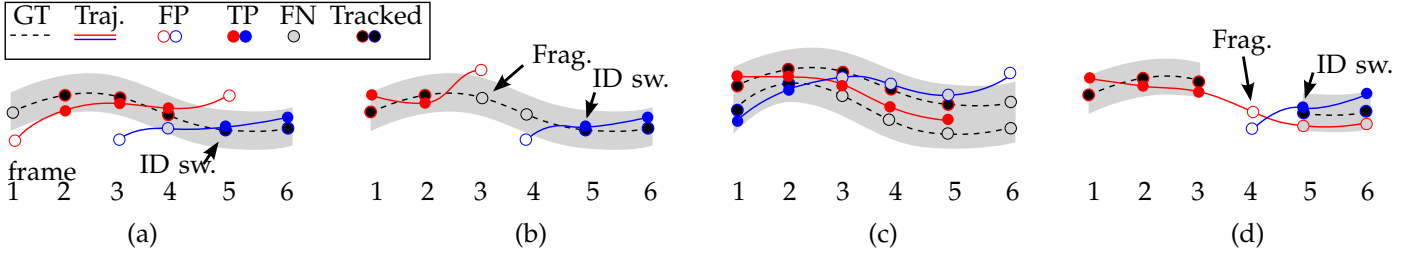 GT Traj. FP TP FN Tracked
Frag.
ID sw.
Frag.
ID sw.
ID sw.
frame
1 2 3 4 5 6
1 2 3 4 5 6
1 2 3 4 5 6
1 2 3 4 5 6
(a)
(b)
(c)
(d)